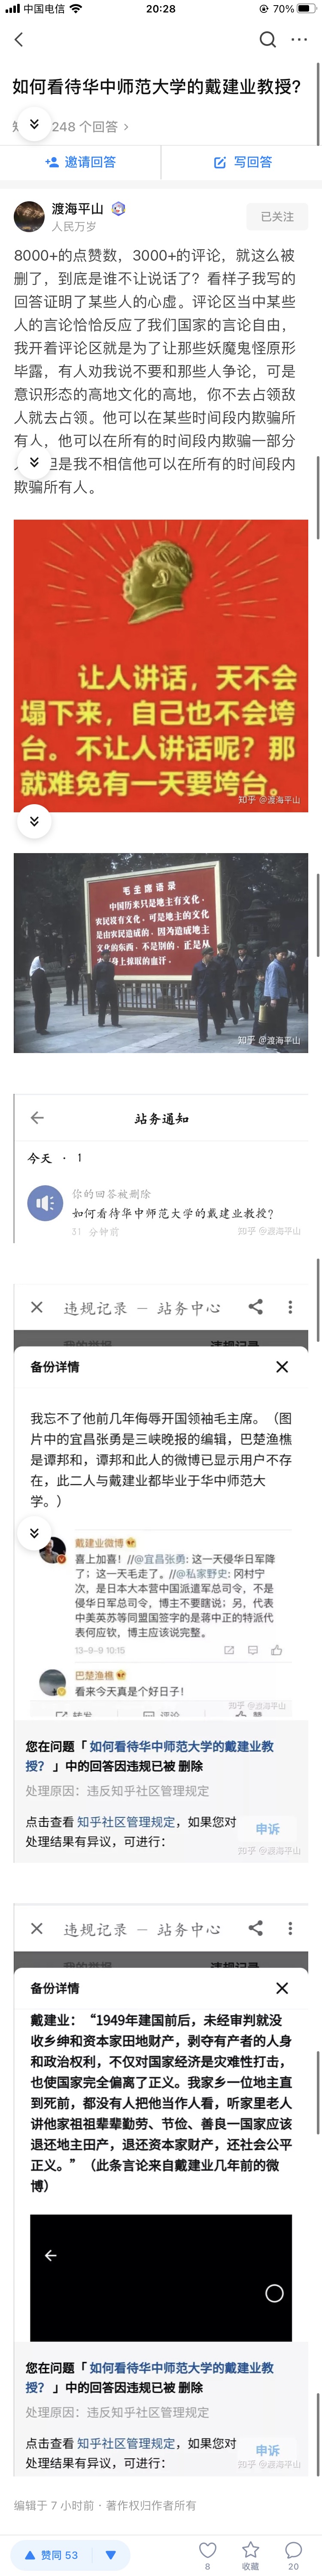 中国电信
20:28
70%
如何看待华中师范大学的戴建业教授?
248 个回答
邀请回答
写回答
渡海平山
人民万岁
已关注
8000+的点赞数，3000+的评论，就这么被
删了，到底是谁不让说话了？看样子我写的
回答证明了某些人的心虚。评论区当中某些
人的言论恰恰反应了我们国家的言论自由，
我开着评论区就是为了让那些妖魔鬼怪原形
毕露，有人对我说不要和那些人争论，可是
意识形态的高地文化的高地，你不去占领敌
人就去占领。他可以在某些时间段内欺骗所
有人，他可以在所有的时间段内欺骗一部分
但是我不相信他可以在所有的时间段内
欺骗所有人。
让人讲话，天不会
塌下来，自己也不会垮
台。不让人讲话呢？那
就难免有一天要垮台。
知乎 @渡海平山
毛主席语录
中国历来只是地主有文化，
农民没有文化，可是地主的文化
是由农民造成的，因为造成地主
文化的东西，不是别的，正是从
身上掠取的血汗。
知乎 @渡海平山
站务通知
今天 · 1
你的回答被删除
如何看待华中师范大学的戴建业教授?
31 分钟前
知乎 @渡海平山
违规记录 – 站务中心
备份详情
我忘不了他前几年侮辱开国领袖毛主席。（图
片中的宜昌张勇是三峡晚报的编辑，巴楚渔樵
是谭邦和，谭邦和此人的微博已显示用户不存
在，此二人与戴建业都毕业于华中师范大
学。）
戴建业微博
喜上加喜！//@宜昌张勇: 这一天侵华日军降
了；这一天毛走了。//@私家野史: 冈村宁
次，是日本大本营中国派遣军总司令，不是
侵华日军总司令，博主不要瞎说；另，代表
中美英苏等同盟国签字的是蒋中正的特派代
表何应钦，博主应该说完整。
13-9-9 10:15
巴楚渔樵
看来今天真是个好日子！
知乎 @渡海平山
您在问题「 如何看待华中师范大学的戴建业教
授? 」中的回答因违规已被 删除
处理原因：违反知乎社区管理规定
点击查看 知乎社区管理规定，如果您对
处理结果有异议，可进行：
申诉
知乎 @渡海平山
违规记录 – 站务中心
备份详情
戴建业：“1949年建国前后，未经审判就没
收乡绅和资本家田地财产，剥夺有产者的人身
和政治权利，不仅对国家经济是灾难性打击，
也使国家完全偏离了正义。我家乡一位地主直
到死前，都没有人把他当作人看，听家里老人
讲他家祖祖辈辈勤劳、节俭、善良—国家应该
退还地主田产，退还资本家财产，还社会公平
正义。”（此条言论来自戴建业几年前的微
博）
您在问题「 如何看待华中师范大学的戴建业教
授? 」中的回答因违规已被 删除
处理原因：违反知乎社区管理规定
点击查看 知乎社区管理规定，如果您对
处理结果有异议，可进行：
申诉
知乎 @渡海平山
编辑于 7 小时前 · 著作权归作者所有
赞同 53
8
收藏
20